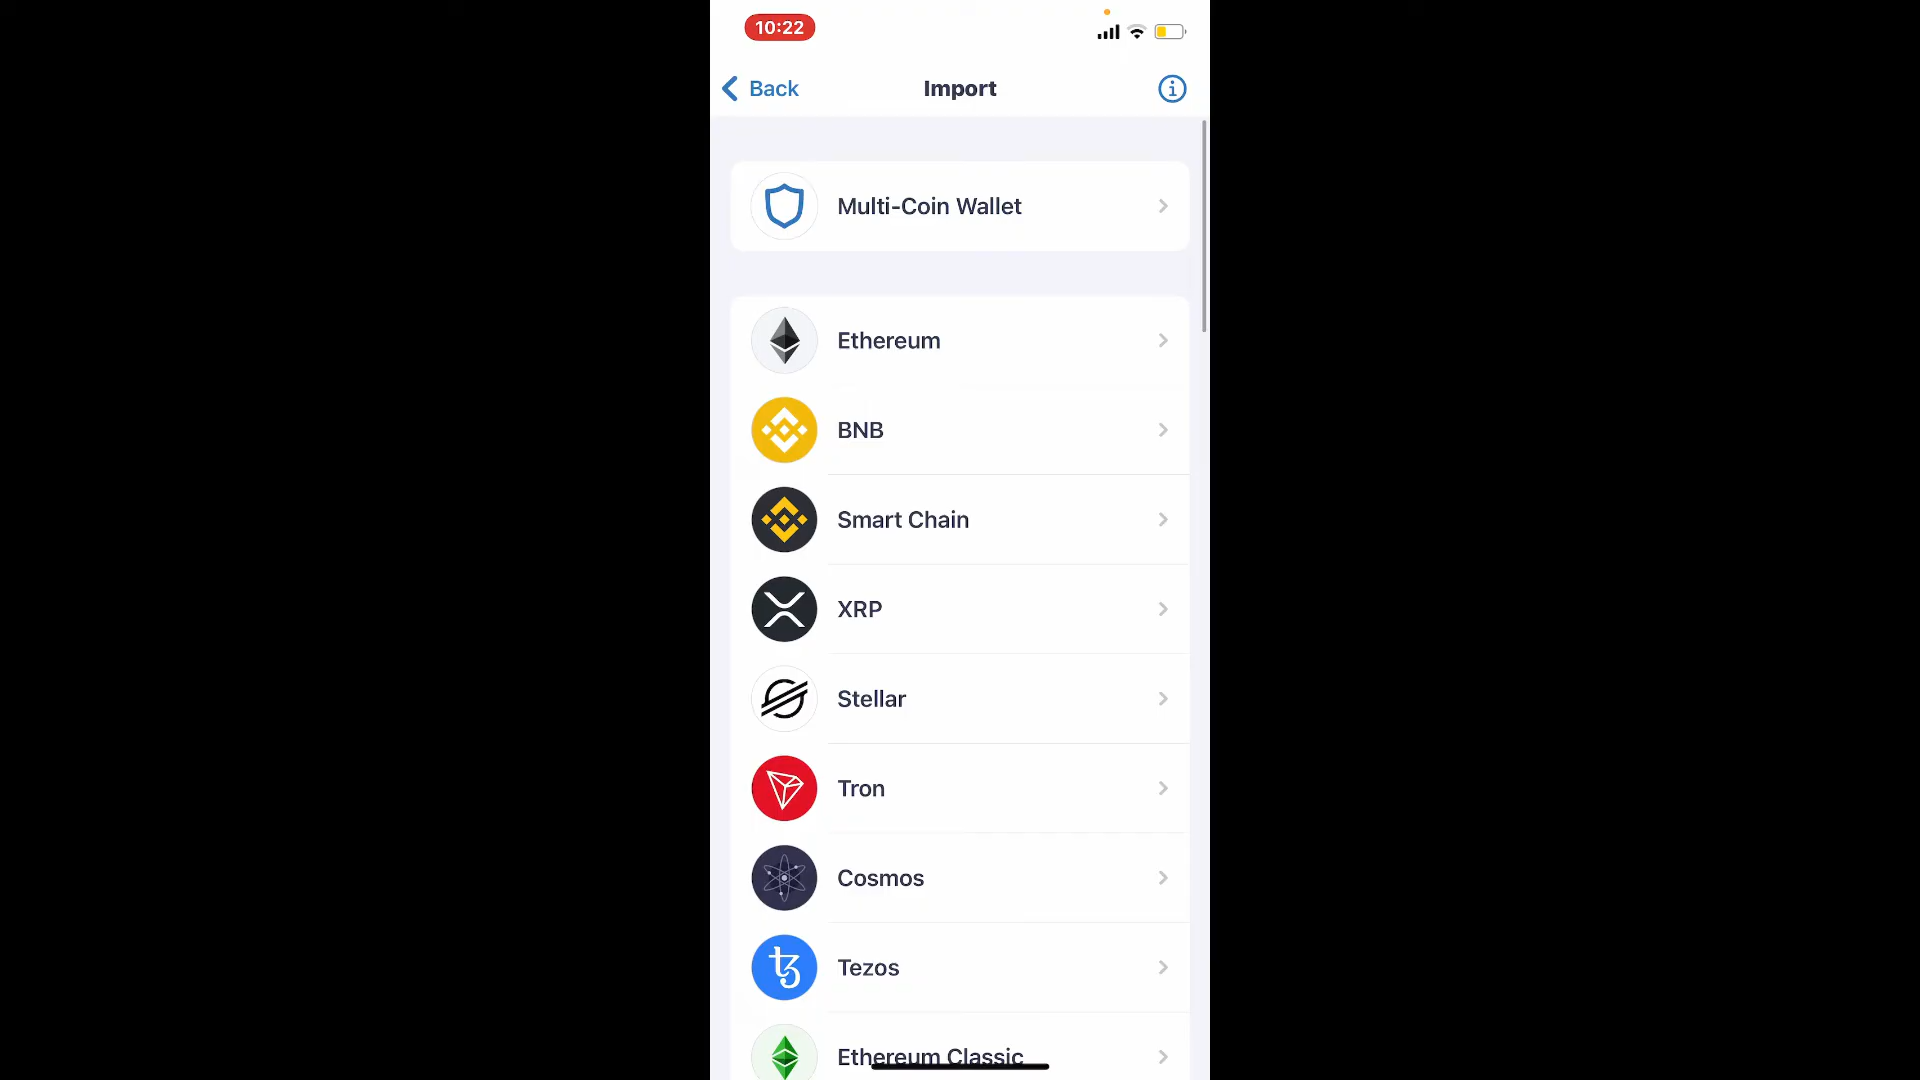 10:22
Back
Import
Multi-Coin Wallet
Ethereum
BNB
Smart Chain
XRP
Stellar
Tron
Cosmos
Tezos
Ethereum Classic